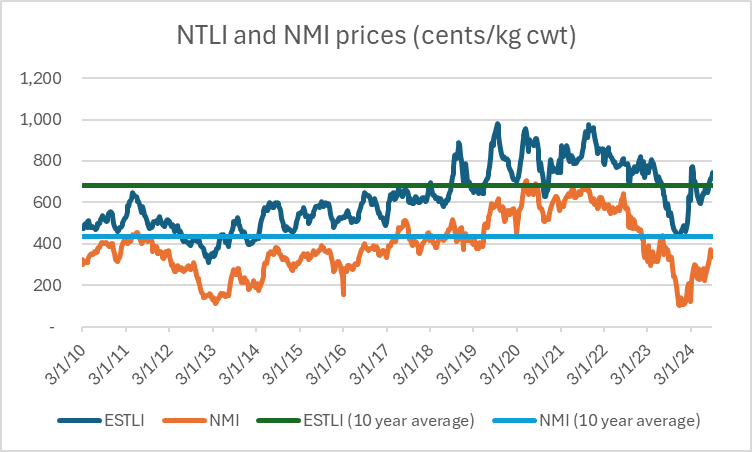 NTLI and NMI prices (cents/kg cwt)
1,200
1,000
800
600
400
200
-
3/1/10 3/1/11 3/1/12 3/1/13 3/1/14 3/1/15 3/1/16 3/1/17 3/1/18 3/1/19 3/1/20 3/1/21 3/1/22 3/1/23 3/1/24
ESTLI NMI ESTLI (10 year average) NMI (10 year average)